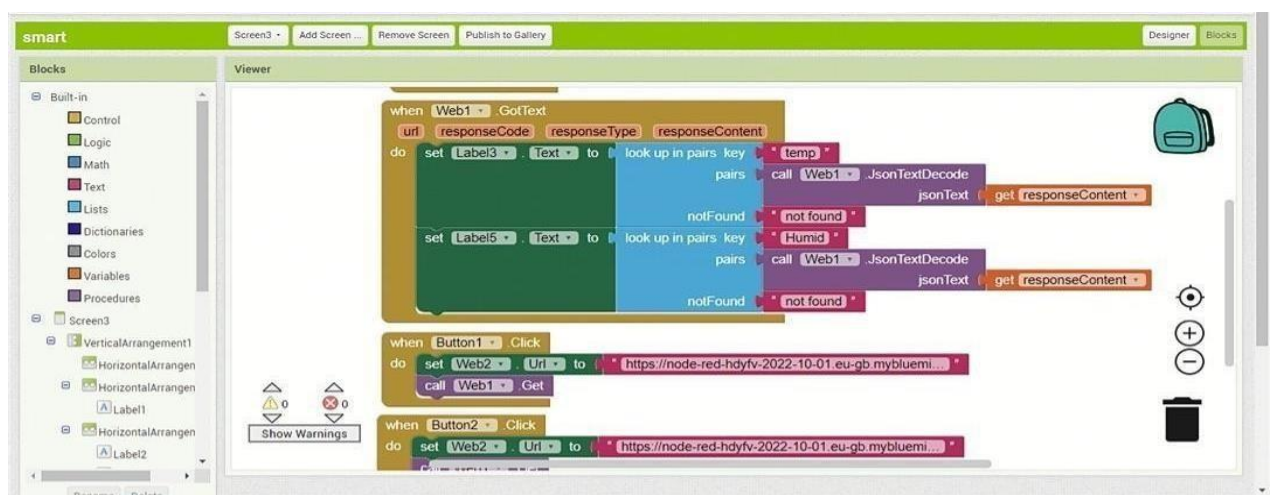 smart Screen3 Add Screen ... Remove Screen Publish to Gallery Designer Blocks
Blocks
Viewer
Built-in
Control
Logic
Math
Text
Lists
Dictionaries
Colors
Variables
Procedures
Screen3
VerticalArrangement1
HorizontalArrangen
HorizontalArrangen
Label1
HorizontalArrangen
Label2
when Web1 .GotText
url responseCode responseType responseContent
do set Label3 . Text to look up in pairs key " temp "
pairs call Web1 .JsonTextDecode
jsonText get responseContent
notFound " not found "
set Label5 . Text to look up in pairs key " Humid "
pairs call Web1 .JsonTextDecode
jsonText get responseContent
notFound " not found "
when Button1 .Click
do set Web2 . Url to " https://node-red-hdyfv-2022-10-01.eu-gb.mybluemi... "
call Web1 .Get
when Button2 .Click
do set Web2 . Url to " https://node-red-hdyfv-2022-10-01.eu-gb.mybluemi... "
0 0
Show Warnings